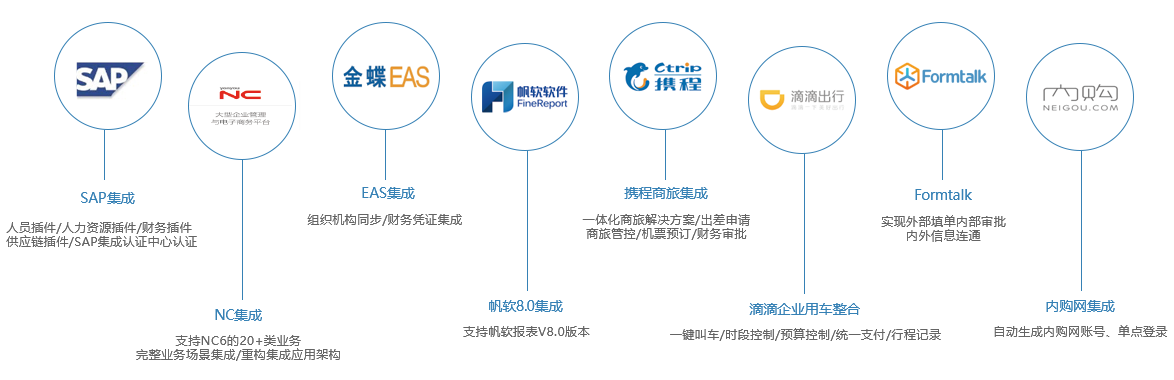 SAP
yonyou
NC
大型企业管理
与电子商务平台
金蝶EAS
帆软软件
FineReport
Ctrip
携程
滴滴出行
滴滴一下 滴滴出行
Formtalk
内购
NEIGOU.COM
SAP集成
人员插件/人力资源插件/财务插件
供应链插件/SAP集成认证中心认证
NC集成
支持NC6的20+类业务
完整业务场景集成/重构集成应用架构
EAS集成
组织机构同步/财务凭证集成
帆软8.0集成
支持帆软报表V8.0版本
携程商旅集成
一体化商旅解决方案/出差申请
商旅管控/机票预订/财务审批
滴滴企业用车整合
一键叫车/时段控制/预算控制/统一支付/行程记录
Formtalk
实现外部填单内部审批
内外信息连通
内购网集成
自动生成内购网账号、单点登录